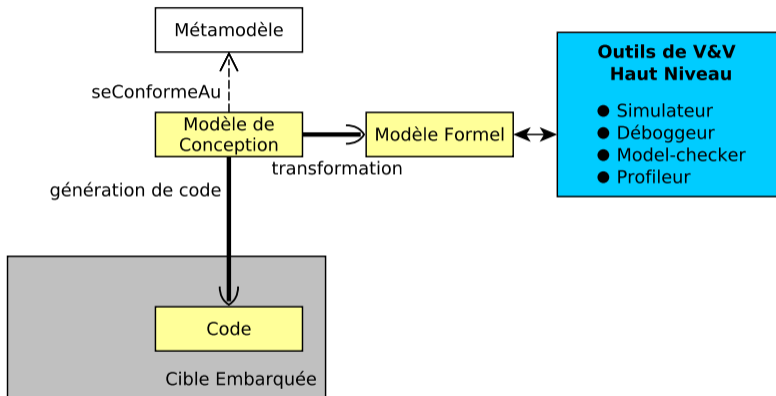 Métamodèle
seConformeAu
Modèle de
Conception
transformation
Modèle Formel
Outils de V&V
Haut Niveau
● Simulateur
● Déboggeur
● Model-checker
● Profileur
génération de code
Code
Cible Embarquée